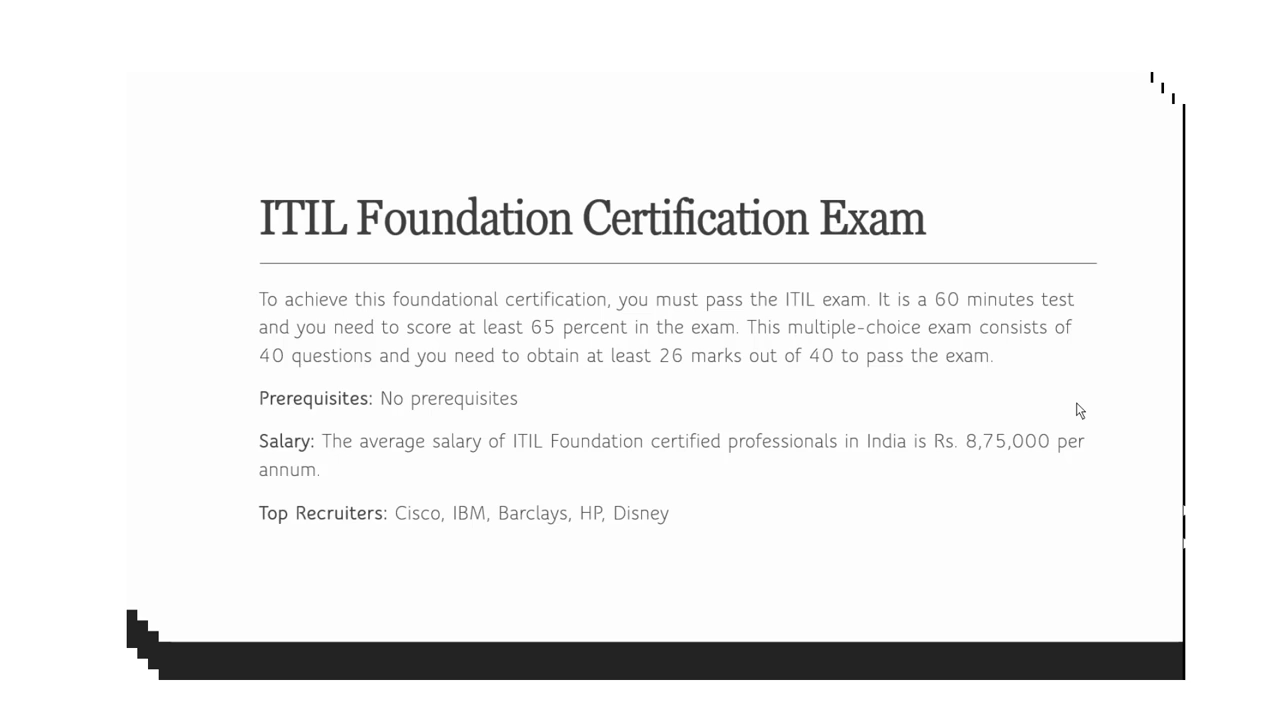 ITIL Foundation Certification Exam
To achieve this foundational certification, you must pass the ITIL exam. It is a 60 minutes test
and you need to score at least 65 percent in the exam. This multiple-choice exam consists of
40 questions and you need to obtain at least 26 marks out of 40 to pass the exam.
Prerequisites: No prerequisites
Salary: The average salary of ITIL Foundation certified professionals in India is Rs. 8,75,000 per
annum.
Top Recruiters: Cisco, IBM, Barclays, HP, Disney